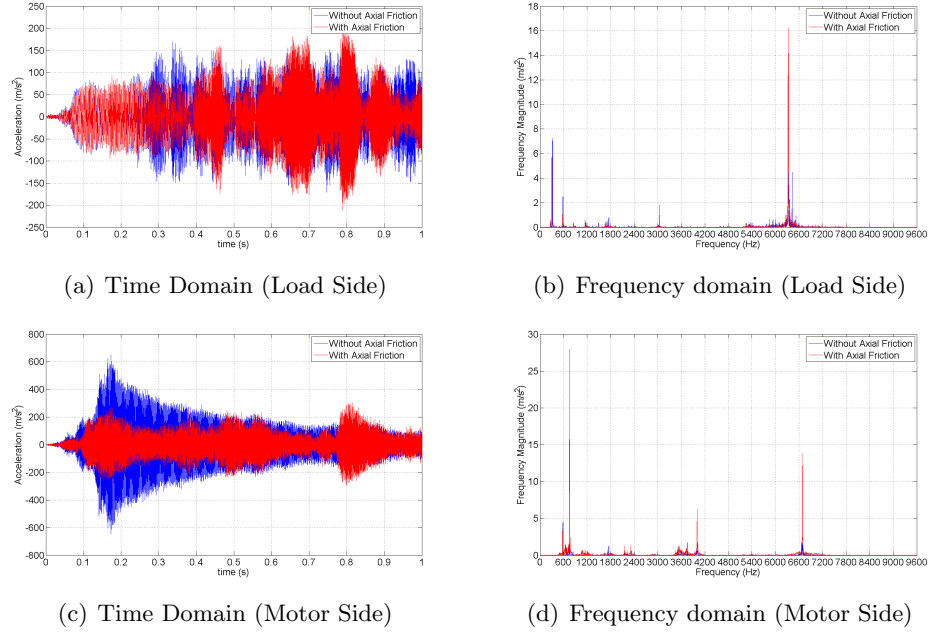 250
200
150
100
50
0
-50
-100
-150
-200
-250
Acceleration (m/s²)
0 0.1 0.2 0.3 0.4 0.5 0.6 0.7 0.8 0.9 1
time (s)
Without Axial Friction
With Axial Friction
(a) Time Domain (Load Side)
18
16
14
12
10
8
6
4
2
0
Frequency Magnitude (m/s²)
0 600 1200 1800 2400 3000 3600 4200 4800 5400 6000 6600 7200 7800 8400 9000 9600
Frequency (Hz)
Without Axial Friction
With Axial Friction
(b) Frequency domain (Load Side)
800
600
400
200
0
-200
-400
-600
-800
Acceleration (m/s²)
0 0.1 0.2 0.3 0.4 0.5 0.6 0.7 0.8 0.9 1
time (s)
Without Axial Friction
With Axial Friction
(c) Time Domain (Motor Side)
30
25
20
15
10
5
0
Frequency Magnitude (m/s²)
0 600 1200 1800 2400 3000 3600 4200 4800 5400 6000 6600 7200 7800 8400 9000 9600
Frequency (Hz)
Without Axial Friction
With Axial Friction
(d) Frequency domain (Motor Side)